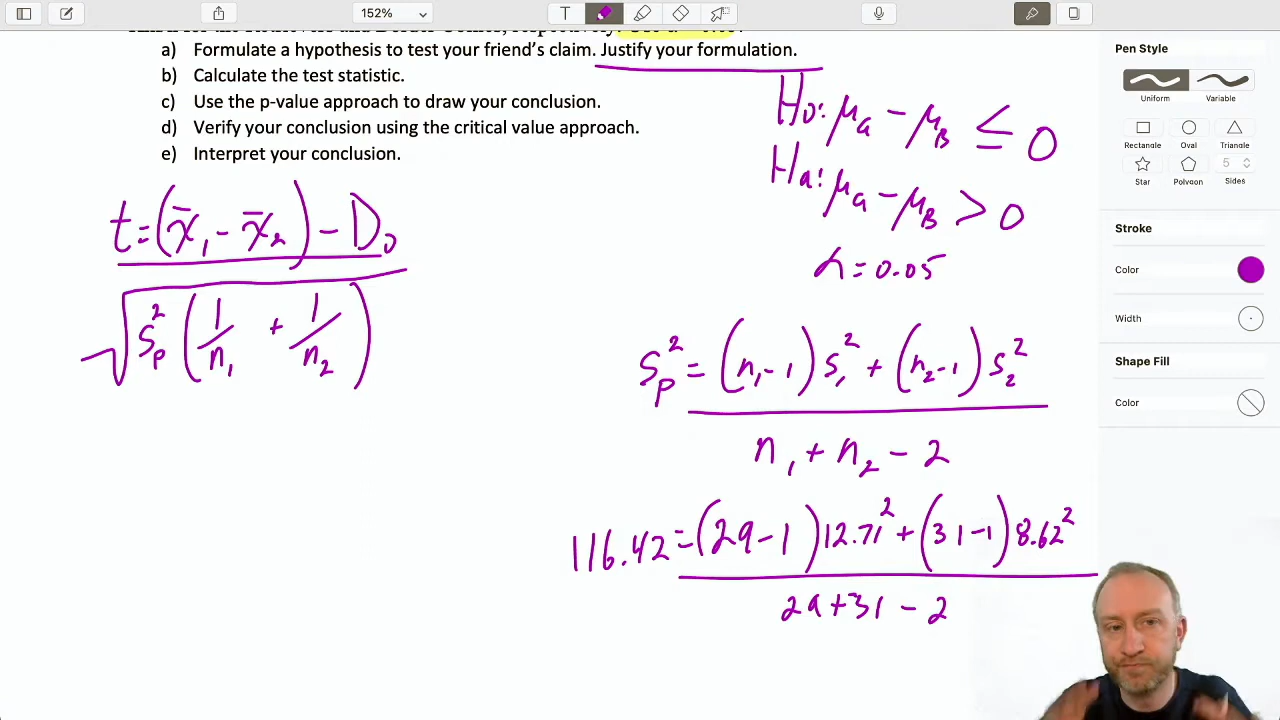 152%
a) Formulate a hypothesis to test your friend's claim. Justify your formulation.
b) Calculate the test statistic.
c) Use the p-value approach to draw your conclusion.
d) Verify your conclusion using the critical value approach.
e) Interpret your conclusion.
H₀: μa − μB ≤ 0
Ha: μa − μB > 0
α = 0.05
t = (x̄₁ − x̄₂) − D₀
√ Sp² (1/n₁ + 1/n₂)
Sp² = (n₁ − 1) s₁² + (n₂ − 1) s₂²
n₁ + n₂ − 2
116.42 = (29 − 1) 12.71² + (31 − 1) 8.62²
29 + 31 − 2
Pen Style
Uniform Variable
Rectangle Oval Triangle
5
Star Polygon Sides
Stroke
Color
Width
Shape Fill
Color